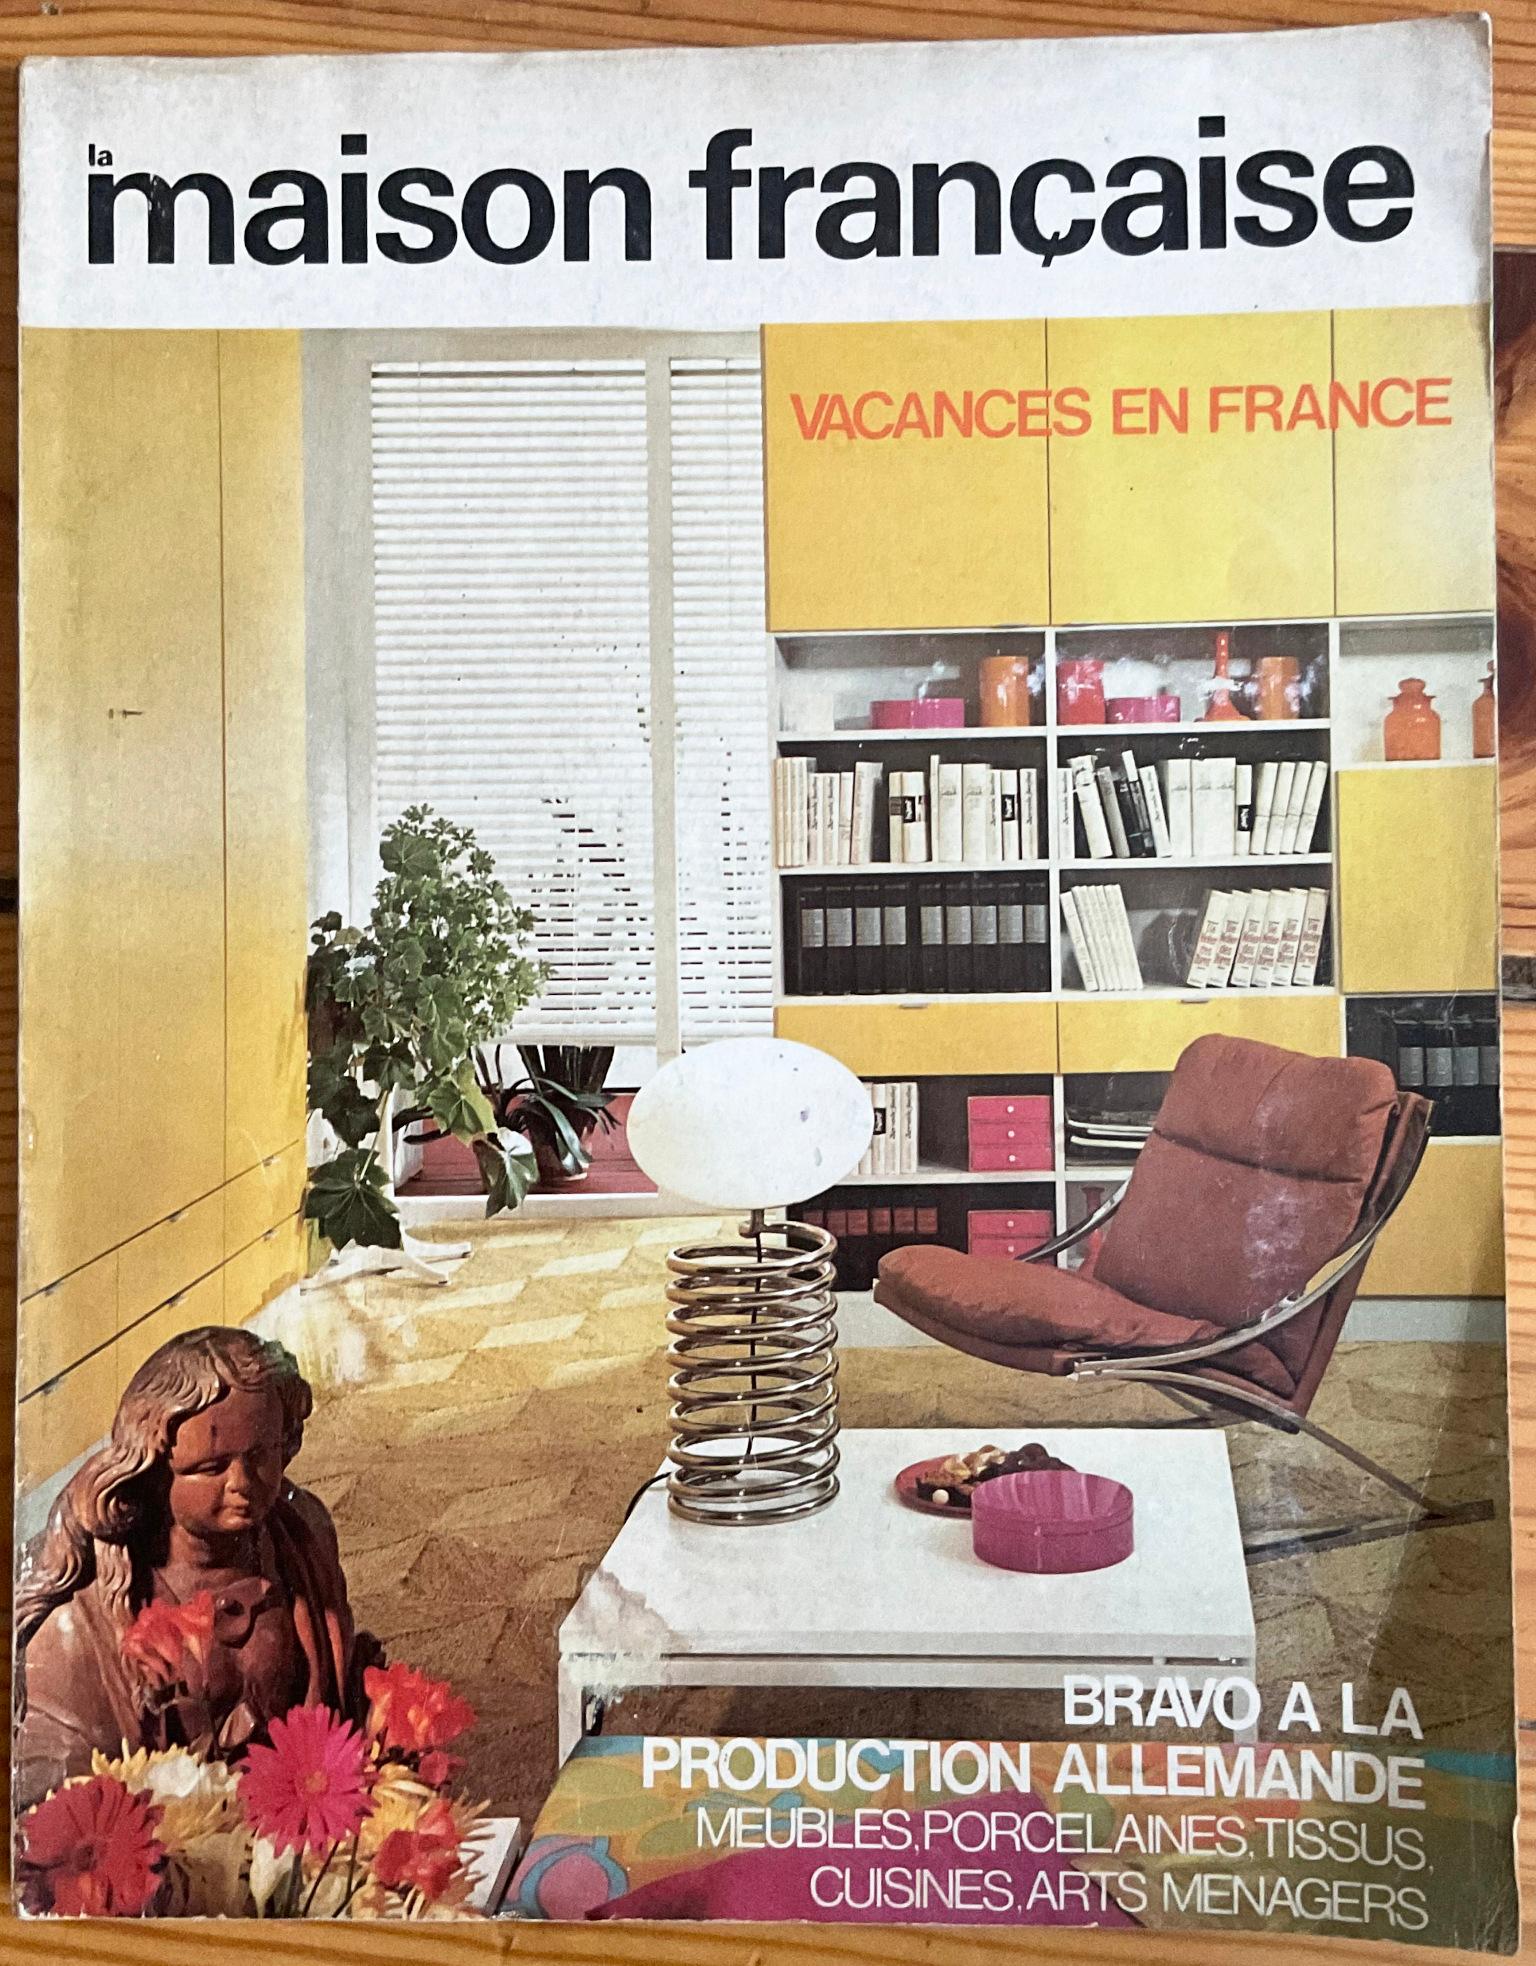 la
maison française
VACANCES EN FRANCE
BRAVO A LA
PRODUCTION ALLEMANDE
MEUBLES, PORCELAINES, TISSUS,
CUISINES, ARTS MENAGERS